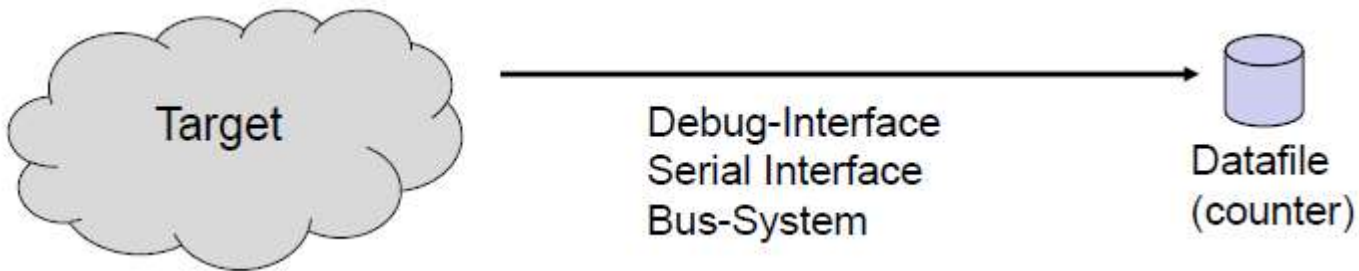 Target
Debug-Interface
Serial Interface
Bus-System
Datafile
(counter)